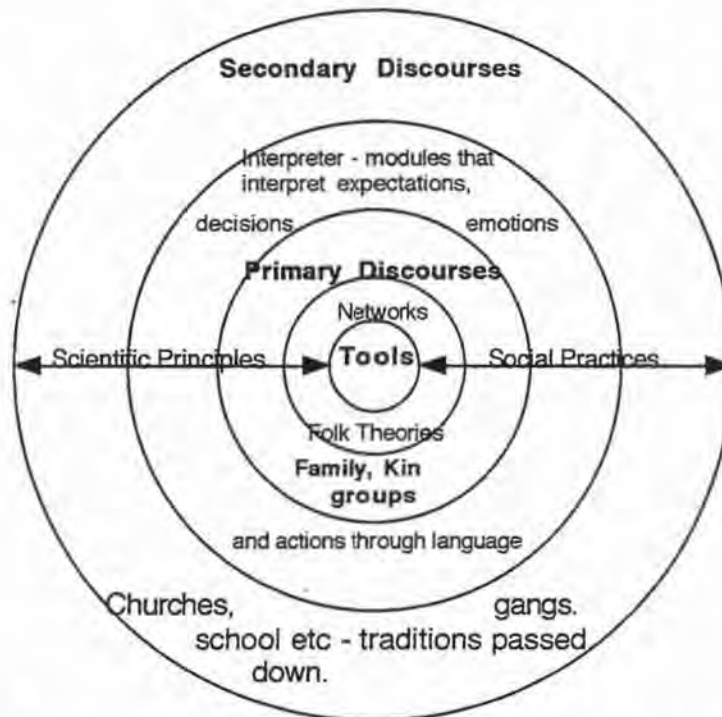 Secondary Discourses
Interpreter - modules that
interpret expectations,
decisions emotions
Primary Discourses
Networks
Scientific Principles Tools Social Practices
Folk Theories
Family, Kin
groups
and actions through language
Churches, gangs.
school etc - traditions passed
down.